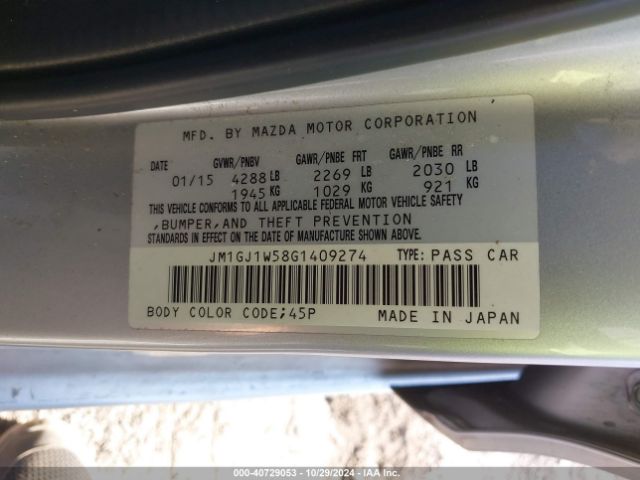 MFD. BY MAZDA MOTOR CORPORATION
DATE GVWR/PNBV GAWR/PNBE FRT GAWR/PNBE RR
01/15 4288 LB 2269 LB 2030 LB
1945 KG 1029 KG 921 KG
THIS VEHICLE CONFORMS TO ALL APPLICABLE FEDERAL MOTOR VEHICLE SAFETY
,BUMPER,AND THEFT PREVENTION
STANDARDS IN EFFECT ON THE DATE OF MANUFACTURE SHOWN ABOVE.
JM1GJ1W58G1409274 TYPE: PASS CAR
BODY COLOR CODE;45P MADE IN JAPAN
000-40729053 - 10/29/2024 - IAA Inc.